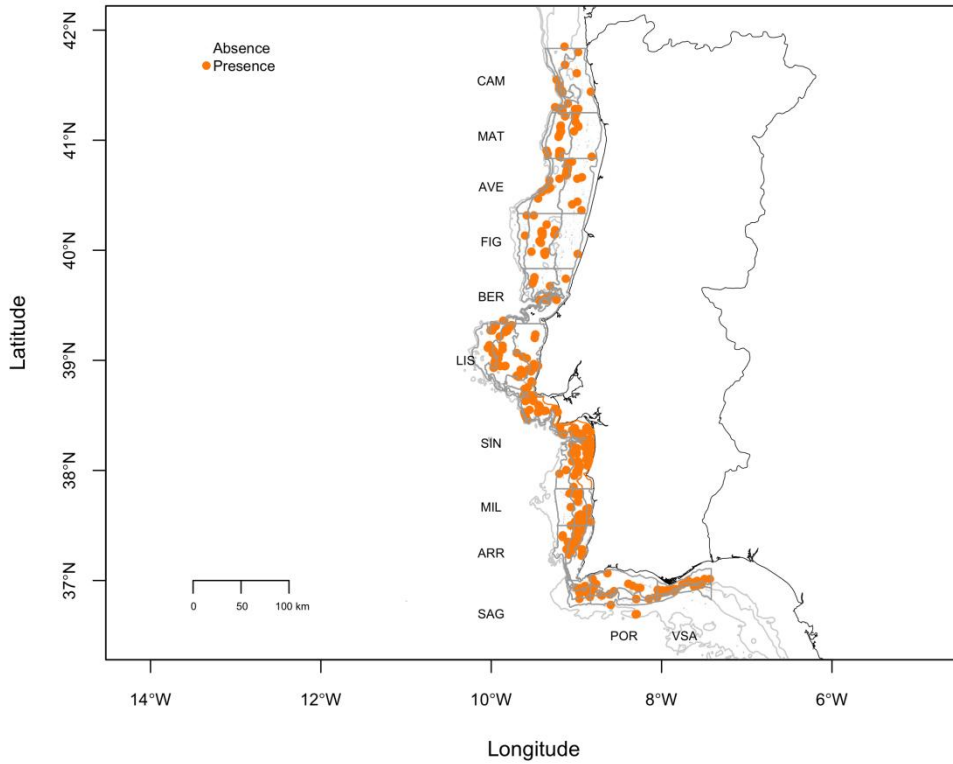 Absence
Presence
42°N
41°N
40°N
39°N
38°N
37°N
Latitude
CAM
MAT
AVE
FIG
BER
LIS
SIN
MIL
ARR
SAG
POR VSA
0 50 100 km
14°W 12°W 10°W 8°W 6°W
Longitude